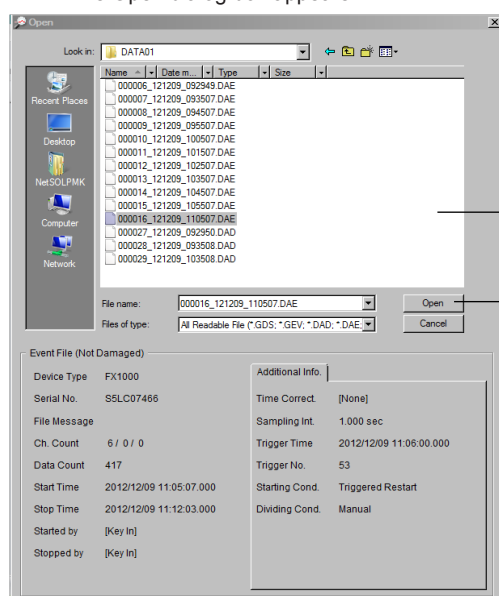 Open
Look in: DATA01
Name Date m... Type Size
000006_121209_092949.DAE
000007_121209_093507.DAE
000008_121209_094507.DAE
000009_121209_095507.DAE
000010_121209_100507.DAE
000011_121209_101507.DAE
000012_121209_102507.DAE
000013_121209_103507.DAE
000014_121209_104507.DAE
000015_121209_105507.DAE
000016_121209_110507.DAE
000027_121209_092950.DAD
000028_121209_093508.DAD
000029_121209_103508.DAD
Recent Places
Desktop
NetSOLPMK
Computer
Network
File name: 000016_121209_110507.DAE Open
Files of type: All Readable File (*.GDS; *.GEV; *.DAD; *.DAE; Cancel
Event File (Not Damaged)
Device Type FX1000
Serial No. S5LC07466
File Message
Ch. Count 6 / 0 / 0
Data Count 417
Start Time 2012/12/09 11:05:07.000
Stop Time 2012/12/09 11:12:03.000
Started by [Key In]
Stopped by [Key In]
Additional Info.
Time Correct. [None]
Sampling Int. 1.000 sec
Trigger Time 2012/12/09 11:06:00.000
Trigger No. 53
Starting Cond. Triggered Restart
Dividing Cond. Manual